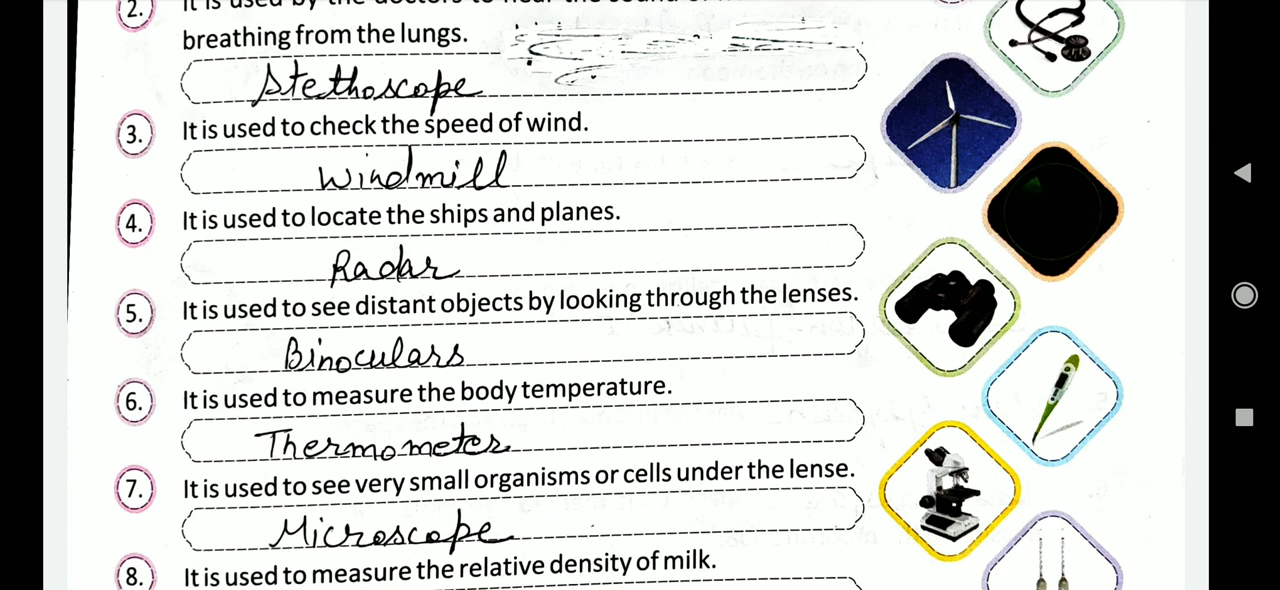 2.
breathing from the lungs.
Stethoscope
3. It is used to check the speed of wind.
Windmill
4. It is used to locate the ships and planes.
Radar
5. It is used to see distant objects by looking through the lenses.
Binoculars
6. It is used to measure the body temperature.
Thermometer
7. It is used to see very small organisms or cells under the lense.
Microscope
8. It is used to measure the relative density of milk.